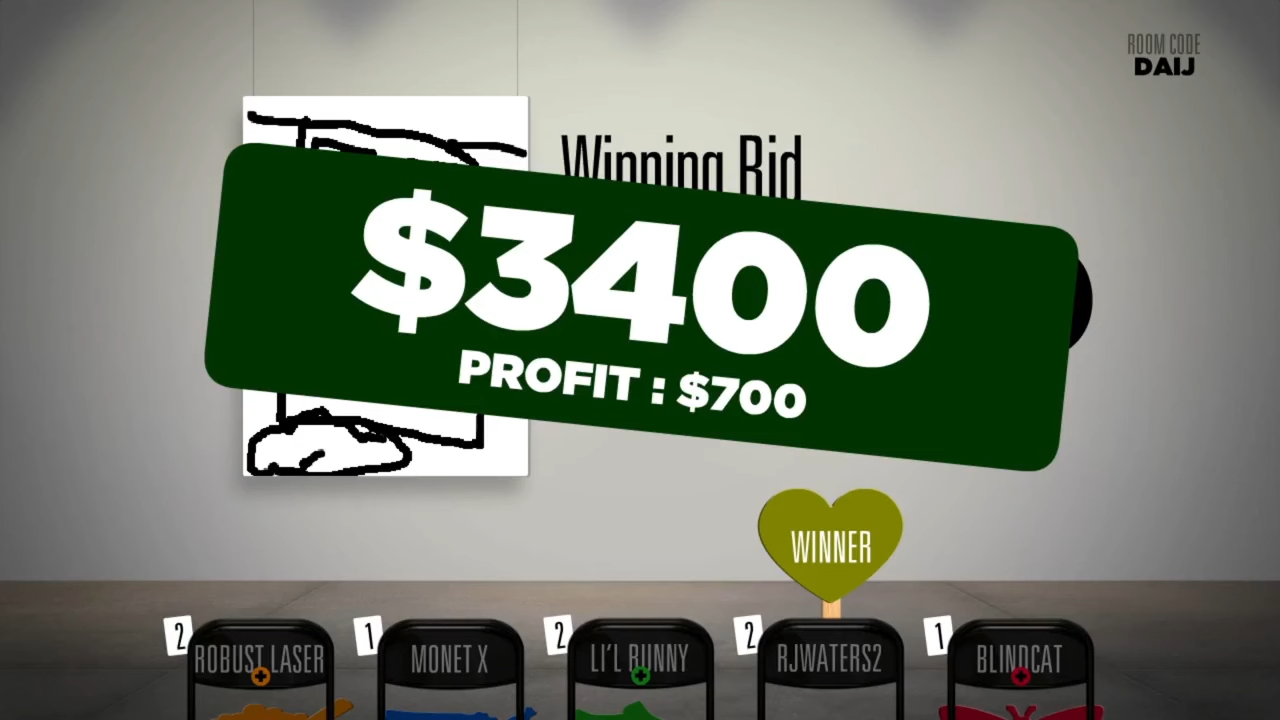 ROOM CODE
DAIJ
Winning Bid
$3400
PROFIT : $700
WINNER
2 ROBUST LASER
1 MONET X
2 LI'L BUNNY
2 RJWATERS2
1 BLINDCAT